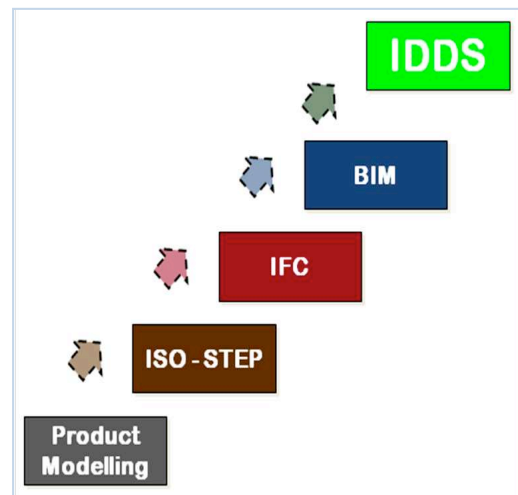 IDDS
BIM
IFC
ISO - STEP
Product
Modelling